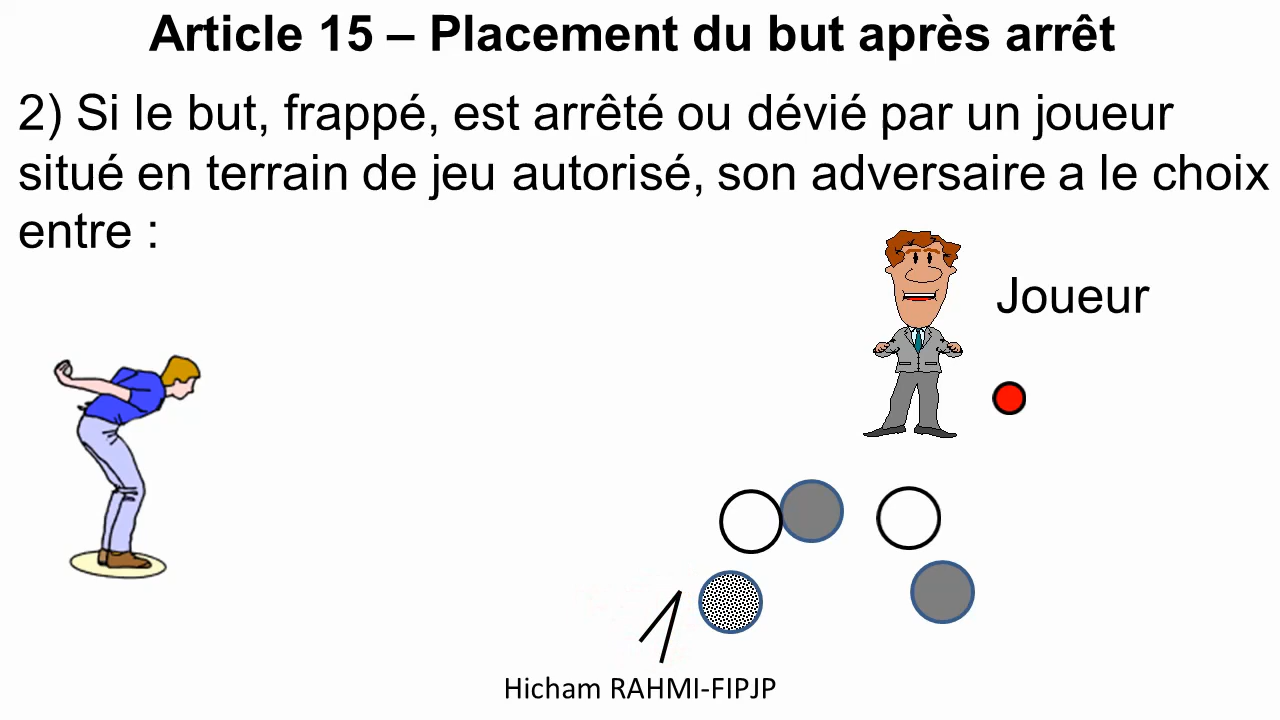 Article 15 – Placement du but après arrêt
2) Si le but, frappé, est arrêté ou dévié par un joueur
situé en terrain de jeu autorisé, son adversaire a le choix
entre :
Joueur
Hicham RAHMI-FIPJP